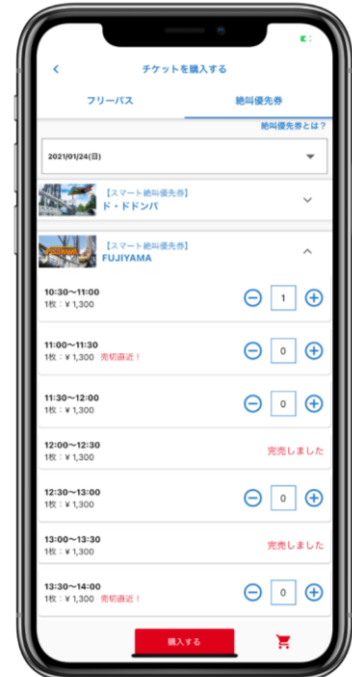 チケットを購入する
フリーパス
絶叫優先券
絶叫優先券とは？
2021/01/24(日)
【スマート絶叫優先券】
ド・ドドンパ
【スマート絶叫優先券】
FUJIYAMA
10:30〜11:00
1枚：¥ 1,300
1
11:00〜11:30
1枚：¥ 1,300 売切直近！
0
11:30〜12:00
1枚：¥ 1,300
0
12:00〜12:30
1枚：¥ 1,300
完売しました
12:30〜13:00
1枚：¥ 1,300
0
13:00〜13:30
1枚：¥ 1,300
完売しました
13:30〜14:00
1枚：¥ 1,300 売切直近！
0
購入する